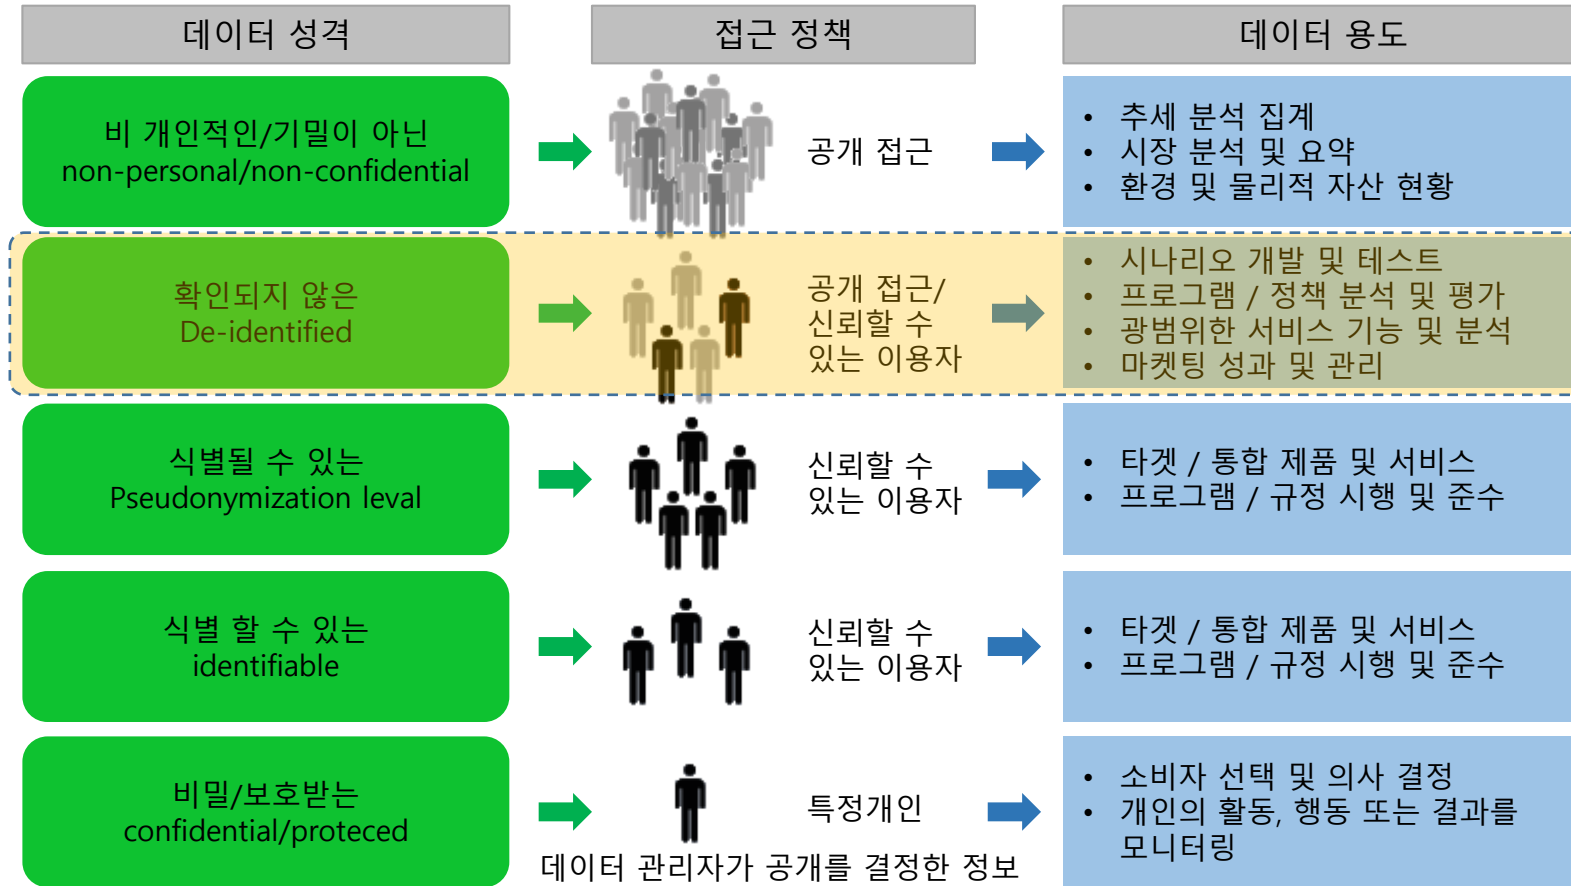 데이터 성격
접근 정책
데이터 용도
비 개인적인/기밀이 아닌
non-personal/non-confidential
공개 접근
• 추세 분석 집계
• 시장 분석 및 요약
• 환경 및 물리적 자산 현황
확인되지 않은
De-identified
공개 접근/
신뢰할 수
있는 이용자
• 시나리오 개발 및 테스트
• 프로그램 / 정책 분석 및 평가
• 광범위한 서비스 기능 및 분석
• 마켓팅 성과 및 관리
식별될 수 있는
Pseudonymization leval
신뢰할 수
있는 이용자
• 타겟 / 통합 제품 및 서비스
• 프로그램 / 규정 시행 및 준수
식별 할 수 있는
identifiable
신뢰할 수
있는 이용자
• 타겟 / 통합 제품 및 서비스
• 프로그램 / 규정 시행 및 준수
비밀/보호받는
confidential/proteced
특정개인
• 소비자 선택 및 의사 결정
• 개인의 활동, 행동 또는 결과를
모니터링
데이터 관리자가 공개를 결정한 정보